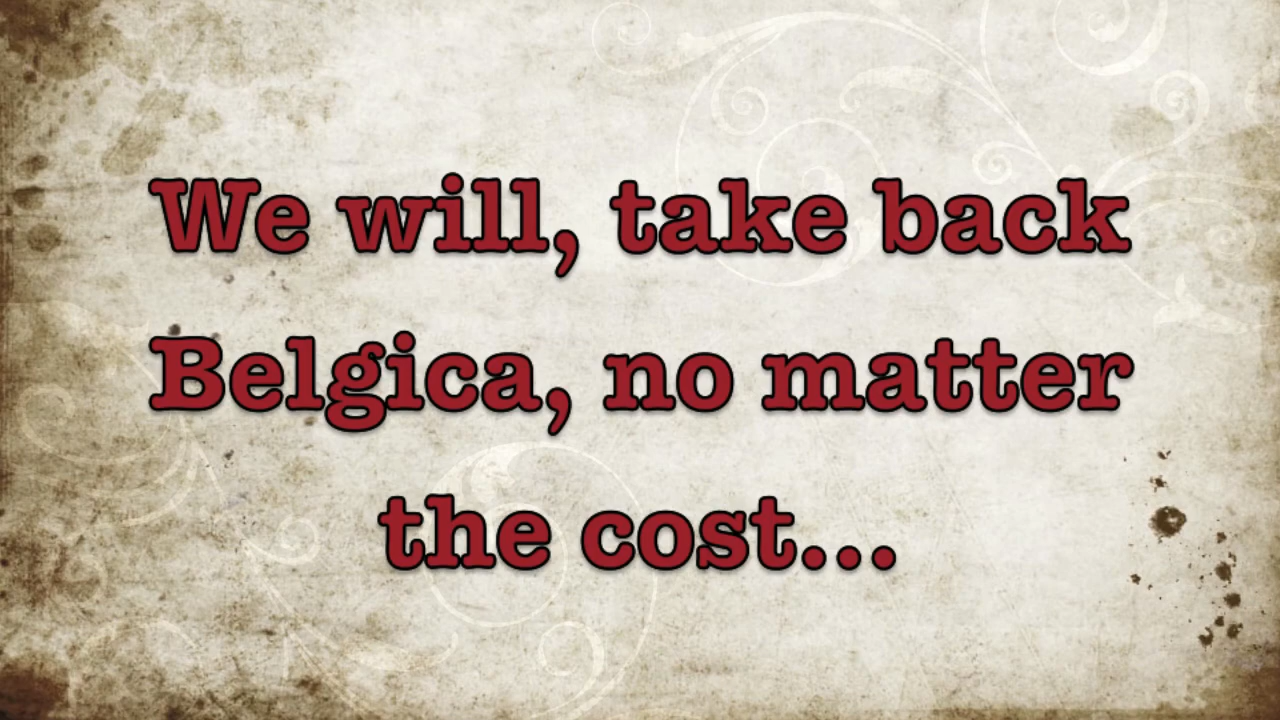 We will, take back
Belgica, no matter
the cost...